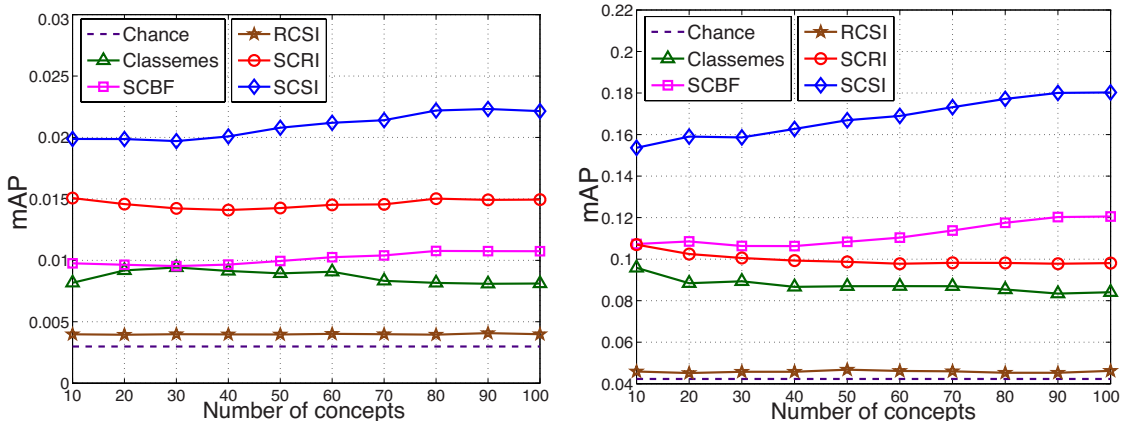 0.03
0.025
0.02
0.015
0.01
0.005
0
mAP
Chance
Classemes
SCBF
RCSI
SCRI
SCSI
10 20 30 40 50 60 70 80 90 100
Number of concepts
0.22
0.2
0.18
0.16
0.14
0.12
0.1
0.08
0.06
0.04
mAP
Chance
Classemes
SCBF
RCSI
SCRI
SCSI
10 20 30 40 50 60 70 80 90 100
Number of concepts